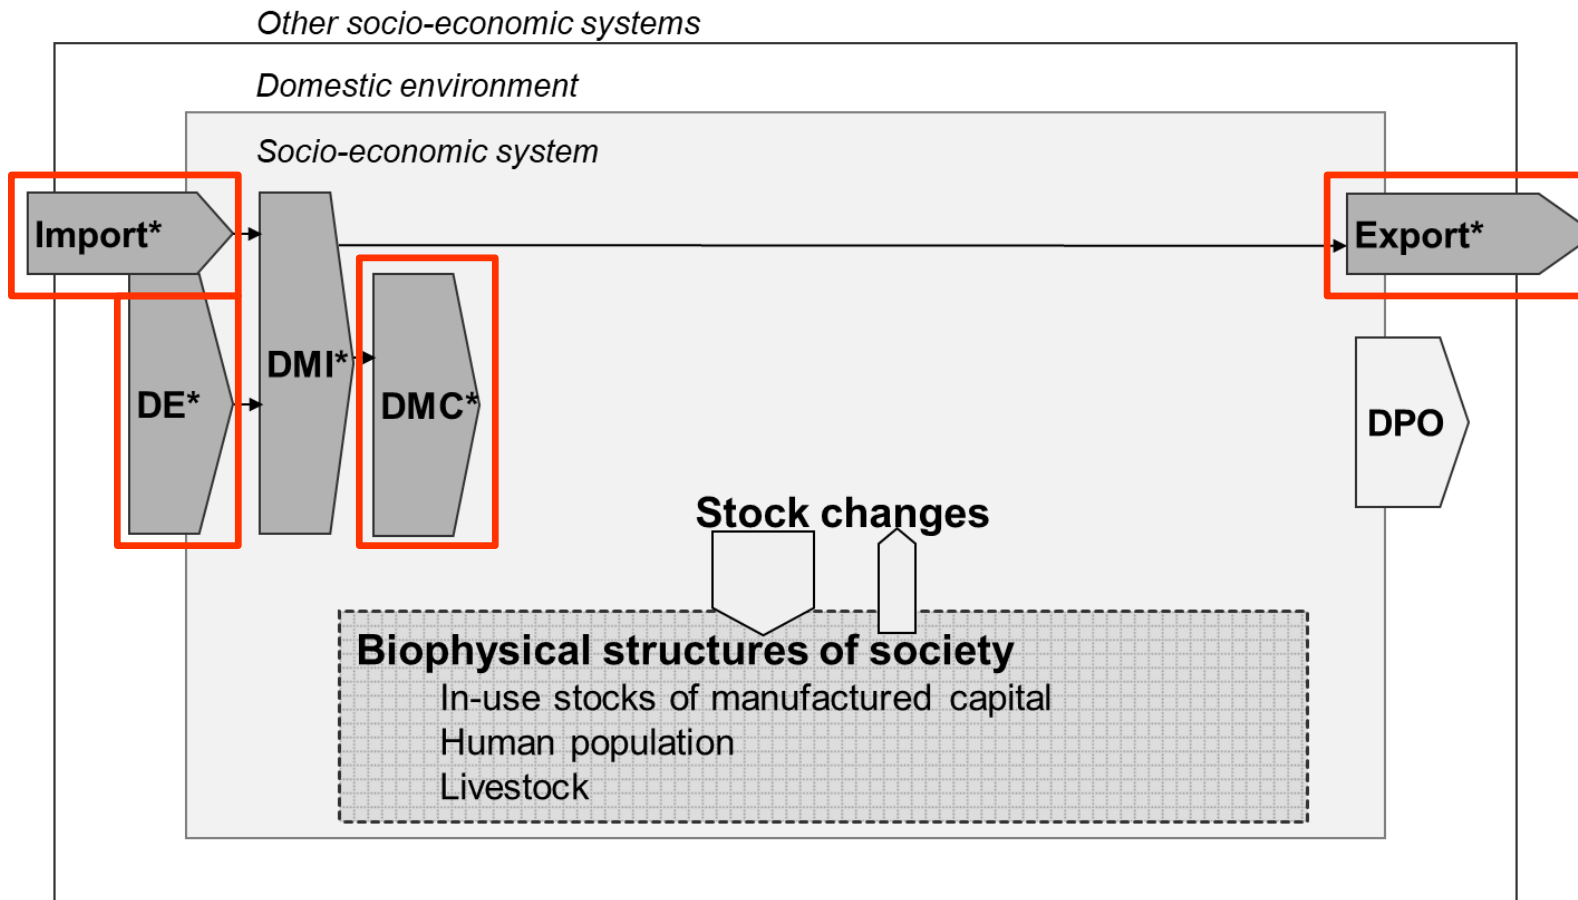 Other socio-economic systems
Domestic environment
Socio-economic system
Import*
Export*
DMI*
DE*
DMC*
DPO
Stock changes
Biophysical structures of society
In-use stocks of manufactured capital
Human population
Livestock